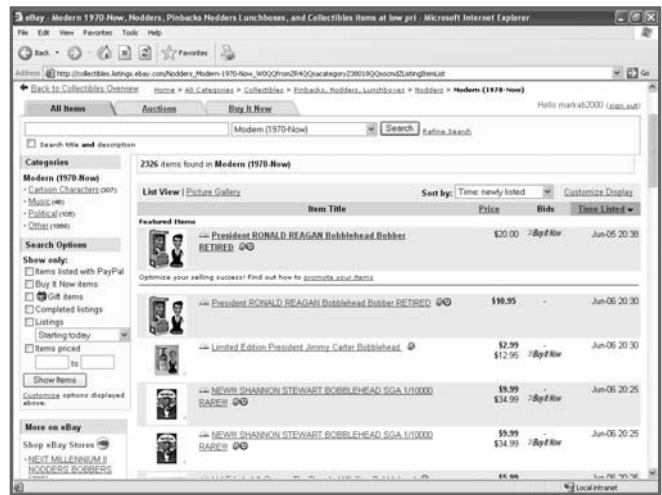 eBay - Modern 1970-Now, Nodders, Pinbacks Nodders Lunchboxes, and Collectibles items at low pri - Microsoft Internet Explorer
File Edit View Favorites Tools Help
Back Favorites
Address http://collectibles.listings.ebay.com/Nodders_Modern-1970-Now_
Go
Back to Collectibles Overview Home > All Categories > Collectibles > Pinbacks, Nodders, Lunchboxes > Nodders > Modern (1970-Now)
All Items Auctions Buy It Now Hello markab2000 (sign out)
Modern (1970-Now) Search Refine Search
Search title and description
Categories
Modern (1970-Now)
Cartoon Characters (307)
Music
Political
Other
2326 items found in Modern (1970-Now)
List View | Picture Gallery Sort by: Time: newly listed Customize Display
Item Title Price Bids Time Listed
Featured Items
President RONALD REAGAN Bobblehead Bobber RETIRED $20.00 Buy It Now Jun-05 20:38
Optimize your selling success! Find out how to promote your items
President RONALD REAGAN Bobblehead Bobber RETIRED $10.95 - Jun-06 20:30
Limited Edition President Jimmy Carter Bobblehead $2.99 - Jun-06 20:30
$12.95 Buy It Now
NEW!!! SHANNON STEWART BOBBLEHEAD SGA 1/10000 $9.99 - Jun-06 20:25
RARE!!! $34.99 Buy It Now
NEW!!! SHANNON STEWART BOBBLEHEAD SGA 1/10000 $9.99 - Jun-06 20:25
RARE!!! $34.99 Buy It Now
Search Options
Show only:
Items listed with PayPal
Buy It Now items
Gift items
Completed listings
Listings
Starting today
Items priced
to
Show Items
Customize options displayed above.
More on eBay
Shop eBay Stores
NEXT MILLENNIUM II
NODDERS BOBBERS
Local intranet